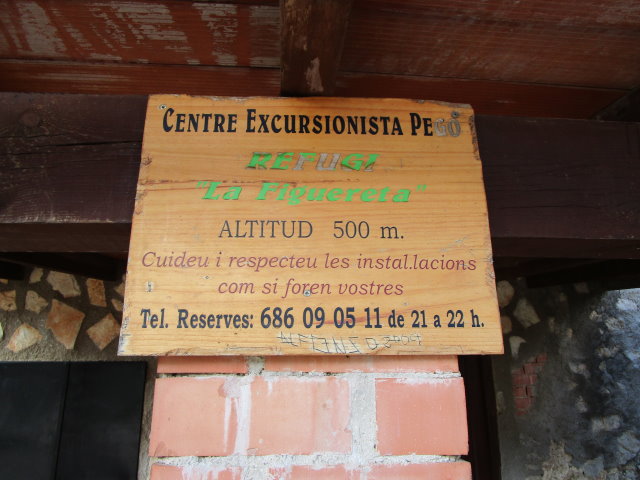 CENTRE EXCURSIONISTA PEGO
REFUGI
"La Figuereta"
ALTITUD 500 m.
Cuideu i respecteu les instal.lacions
com si foren vostres
Tel. Reserves: 686 09 05 11 de 21 a 22 h.